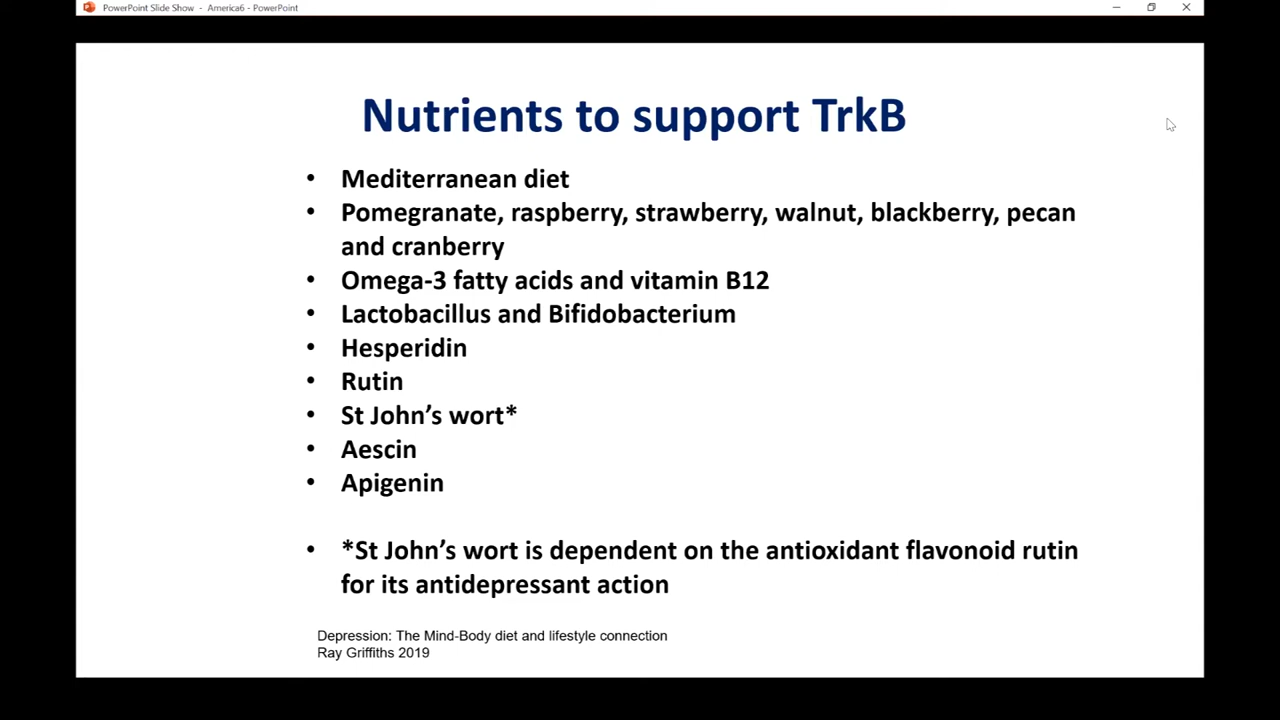 PowerPoint Slide Show - America6 - PowerPoint
Nutrients to support TrkB
• Mediterranean diet
• Pomegranate, raspberry, strawberry, walnut, blackberry, pecan
and cranberry
• Omega-3 fatty acids and vitamin B12
• Lactobacillus and Bifidobacterium
• Hesperidin
• Rutin
• St John’s wort*
• Aescin
• Apigenin
• *St John’s wort is dependent on the antioxidant flavonoid rutin
for its antidepressant action
Depression: The Mind-Body diet and lifestyle connection
Ray Griffiths 2019